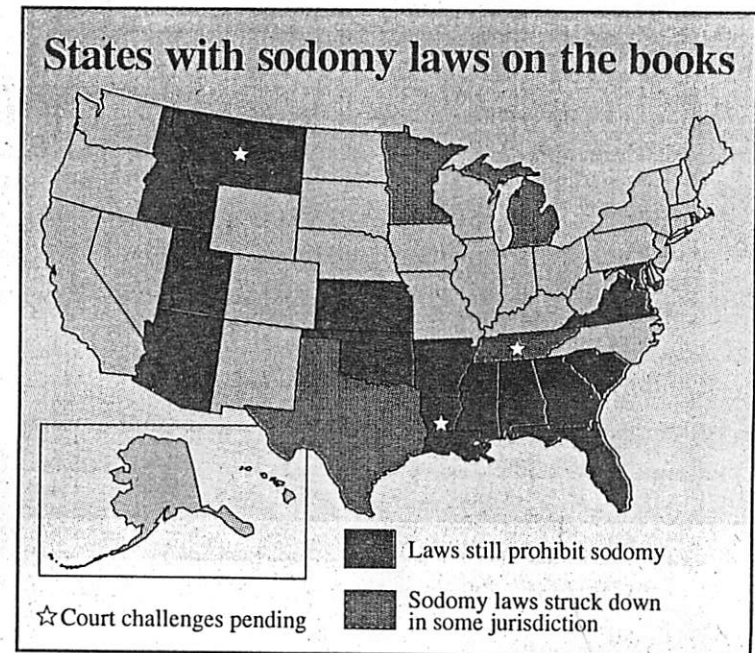 States with sodomy laws on the books
Laws still prohibit sodomy
☆ Court challenges pending
Sodomy laws struck down
in some jurisdiction